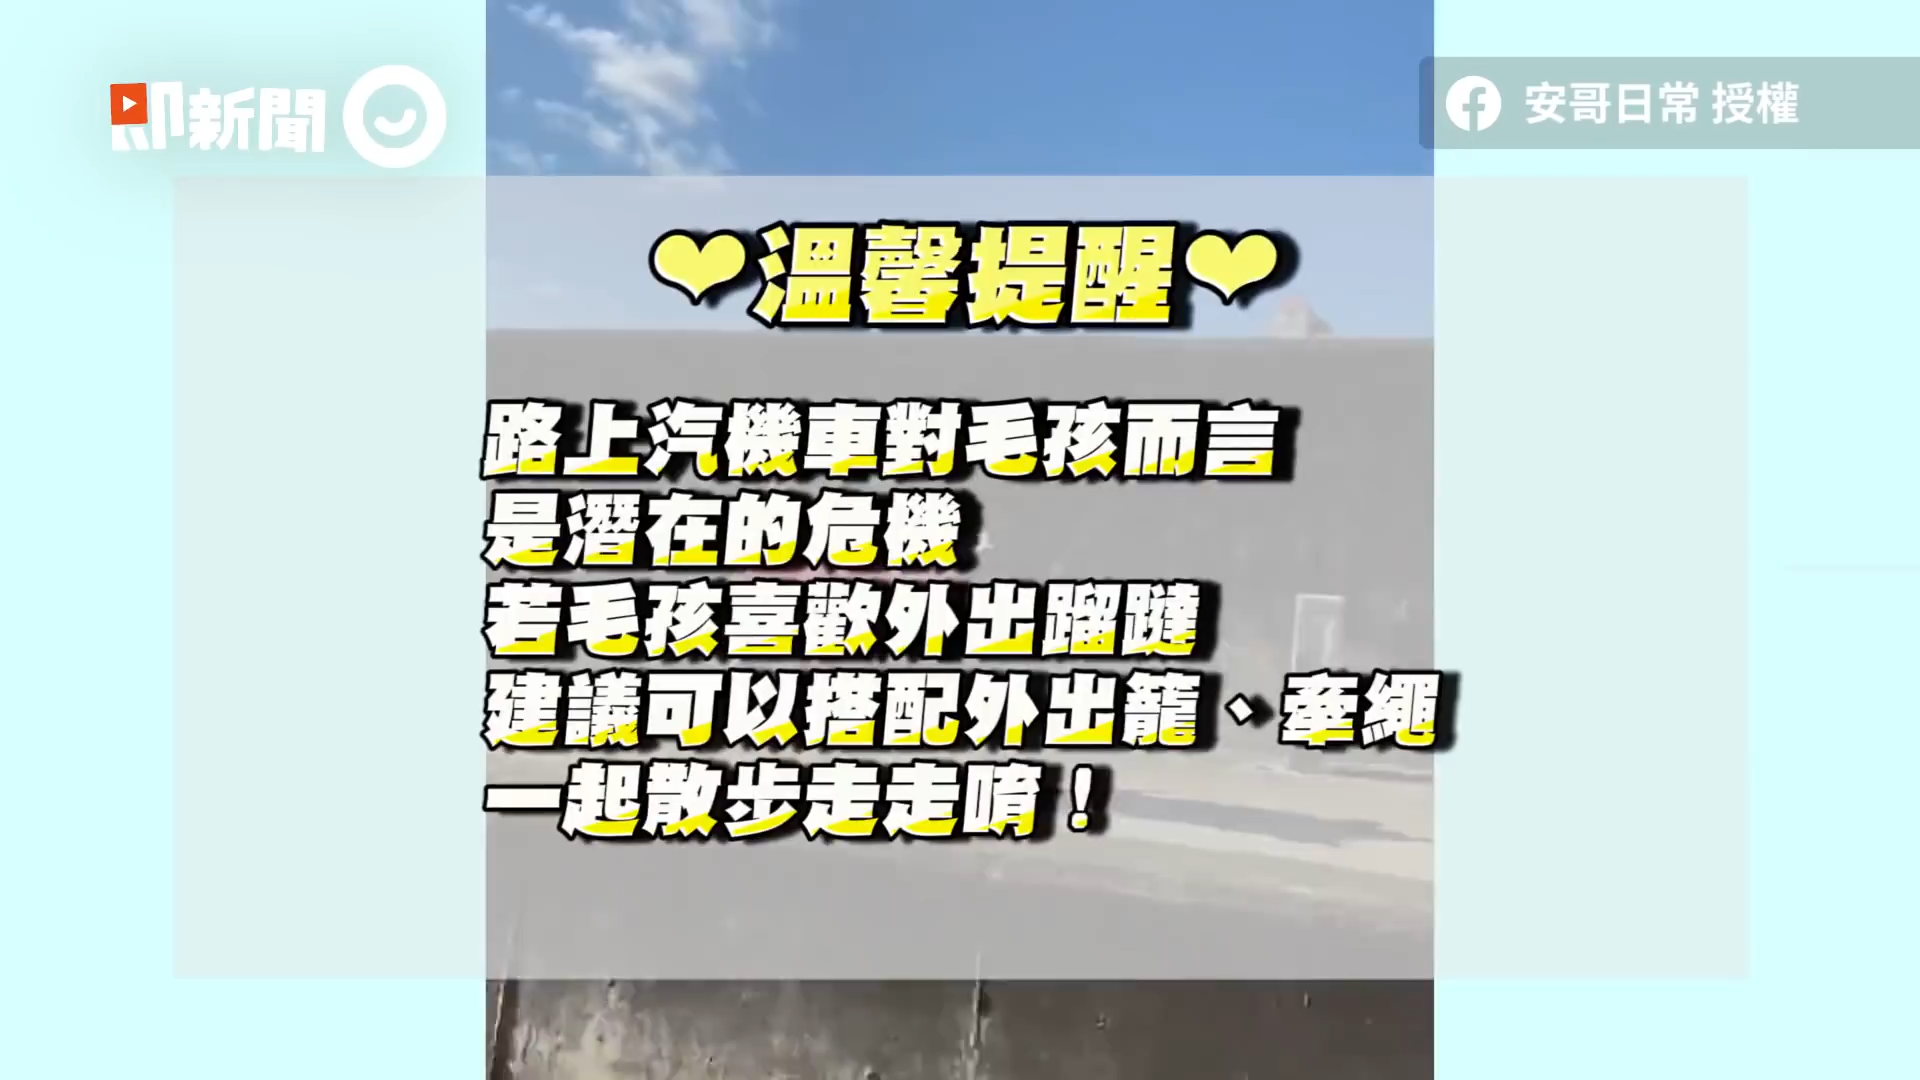 即新聞
安哥日常 授權
❤溫馨提醒❤
路上汽機車對毛孩而言
是潛在的危機
若毛孩喜歡外出蹓躂
建議可以搭配外出籠、牽繩
一起散步走走唷！